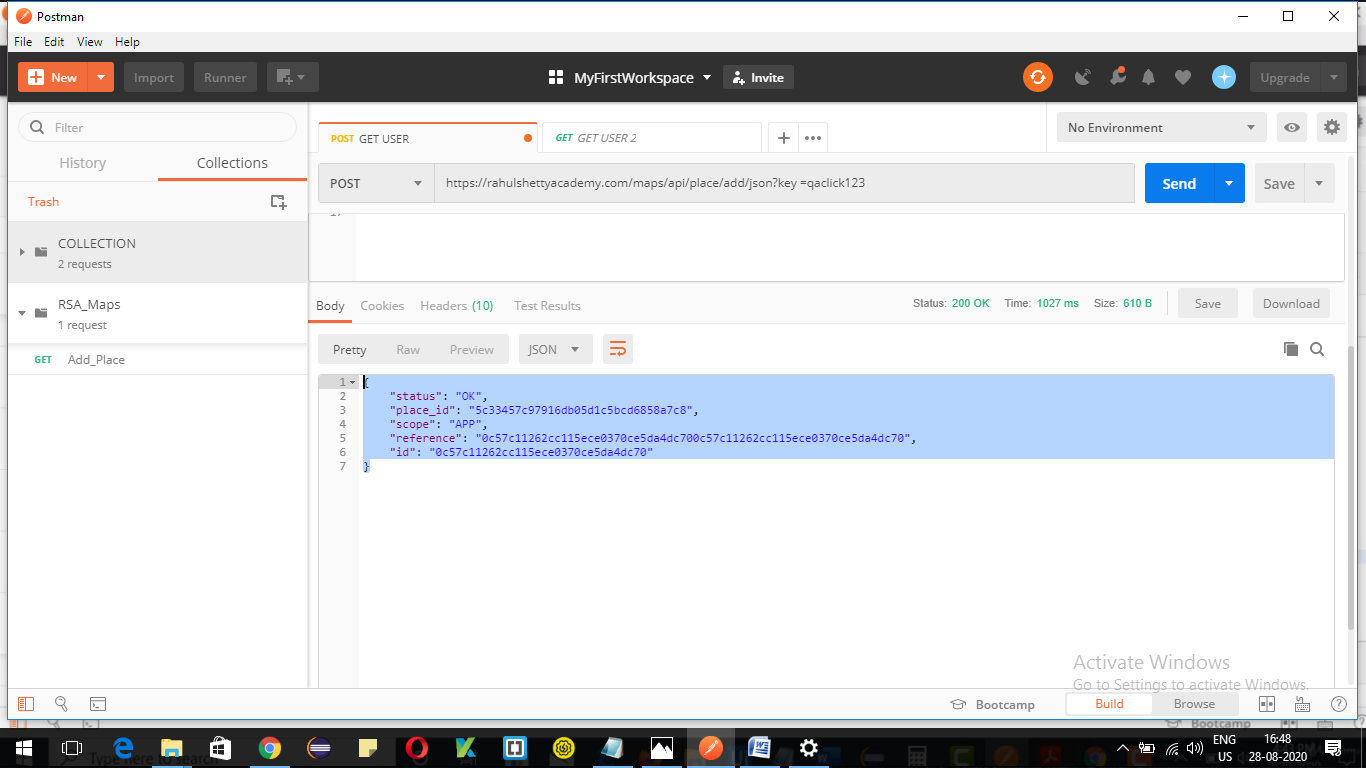 Postman
File Edit View Help
New Import Runner MyFirstWorkspace Invite Upgrade
Filter
History Collections
Trash
COLLECTION
2 requests
RSA_Maps
1 request
GET Add_Place
POST GET USER GET GET USER 2
No Environment
POST https://rahulshettyacademy.com/maps/api/place/add/json?key =qaclick123 Send Save
Body Cookies Headers (10) Test Results Status: 200 OK Time: 1027 ms Size: 610 B Save Download
Pretty Raw Preview JSON
1 {
2 "status": "OK",
3 "place_id": "5c33457c97916db05d1c5bcd6858a7c8",
4 "scope": "APP",
5 "reference": "0c57c11262cc115ece0370ce5da4dc700c57c11262cc115ece0370ce5da4dc70",
6 "id": "0c57c11262cc115ece0370ce5da4dc70"
7 }
Activate Windows
Go to Settings to activate Windows.
Bootcamp Build Browse
Bootcamp
Type here to search
ENG
US
16:48
28-08-2020